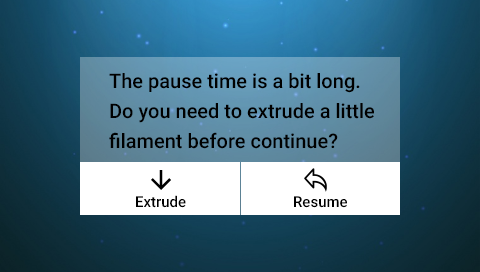 The pause time is a bit long.
Do you need to extrude a little
filament before continue?
Extrude
Resume